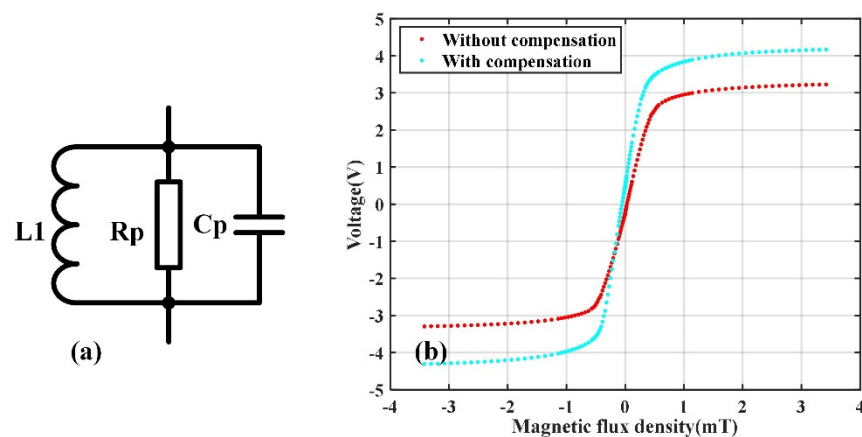 L1
Rp
Cp
(a)
Without compensation
With compensation
Voltage(V)
5
4
3
2
1
0
-1
-2
-3
-4
-5
(b)
-4 -3 -2 -1 0 1 2 3 4
Magnetic flux density(mT)